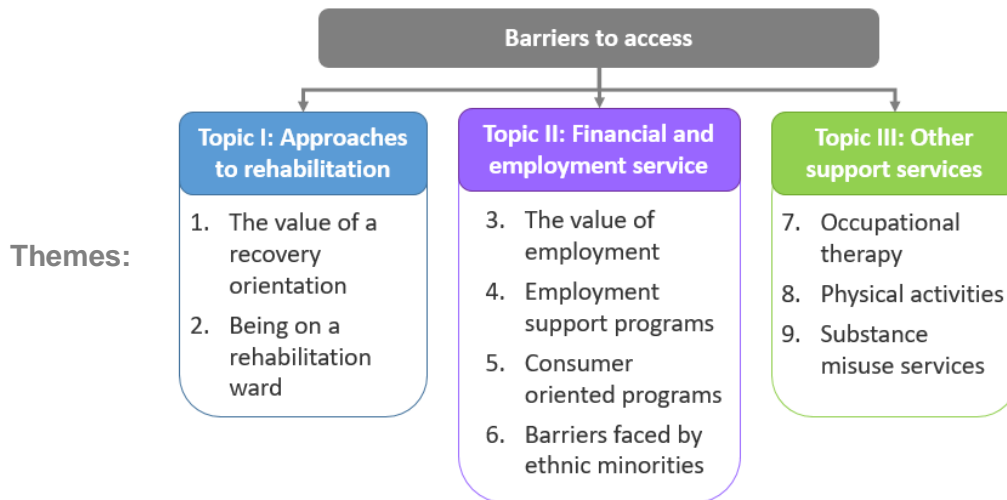 Barriers to access
Topic I: Approaches
to rehabilitation
1. The value of a
recovery
orientation
2. Being on a
rehabilitation
ward
Topic II: Financial and
employment service
3. The value of
employment
4. Employment
support programs
5. Consumer
oriented programs
6. Barriers faced by
ethnic minorities
Topic III: Other
support services
7. Occupational
therapy
8. Physical activities
9. Substance
misuse services
Themes: